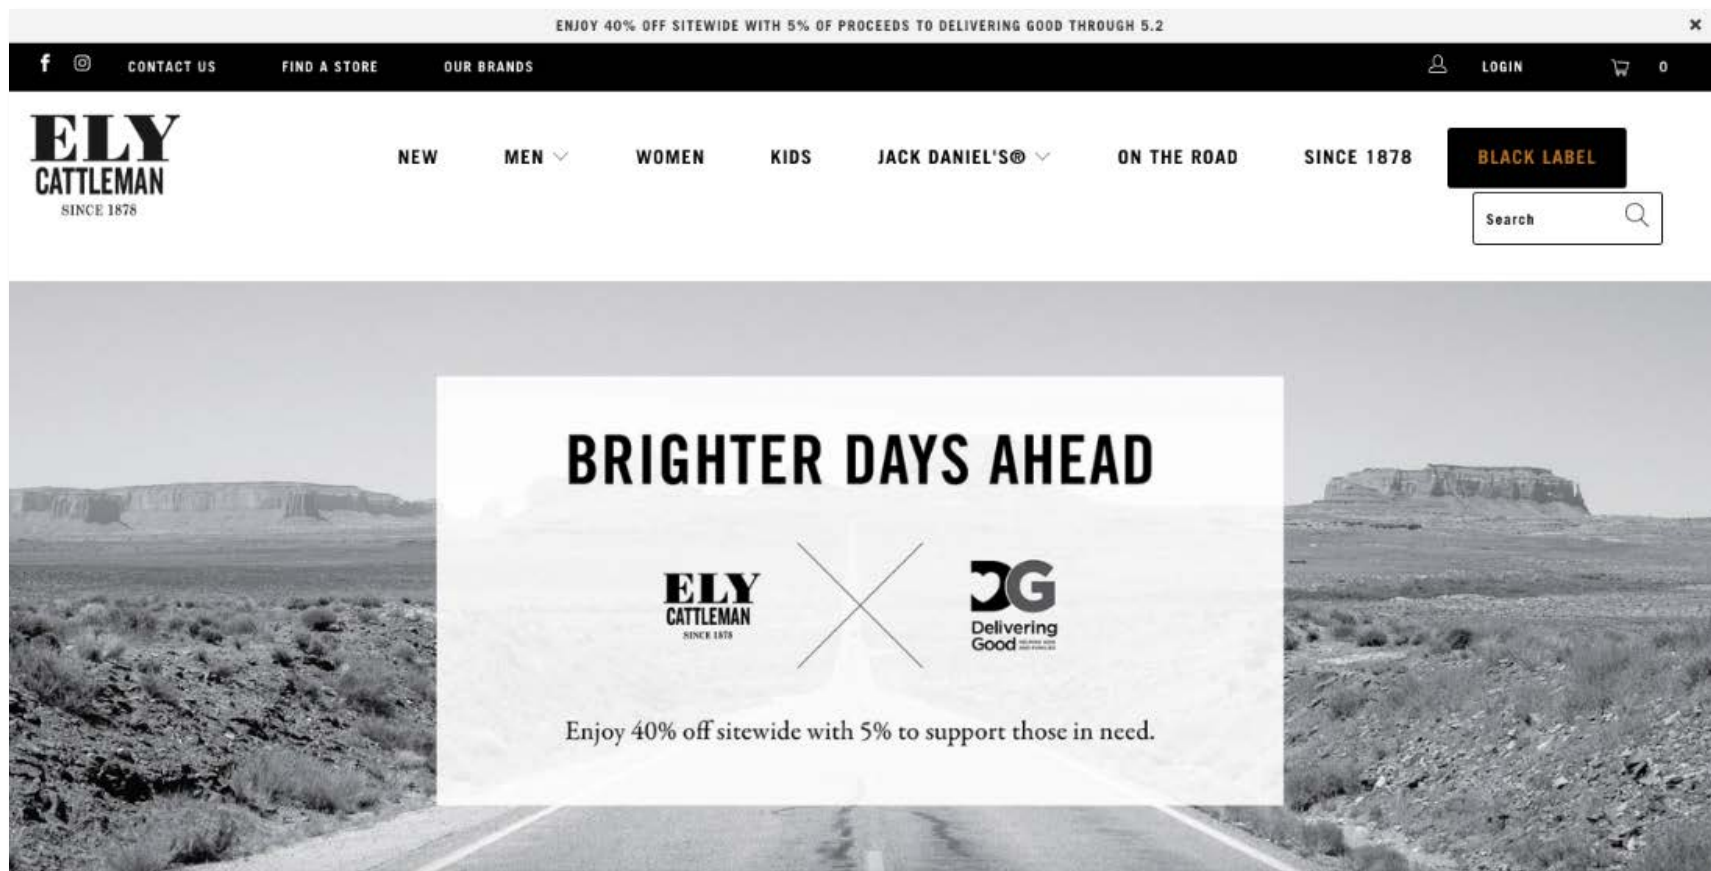 ENJOY 40% OFF SITEWIDE WITH 5% OF PROCEEDS TO DELIVERING GOOD THROUGH 5.2
CONTACT US FIND A STORE OUR BRANDS LOGIN 0
ELY
CATTLEMAN
SINCE 1878
NEW MEN WOMEN KIDS JACK DANIEL'S® ON THE ROAD SINCE 1878 BLACK LABEL
Search
BRIGHTER DAYS AHEAD
ELY
CATTLEMAN
SINCE 1878
DG
Delivering
Good
Enjoy 40% off sitewide with 5% to support those in need.